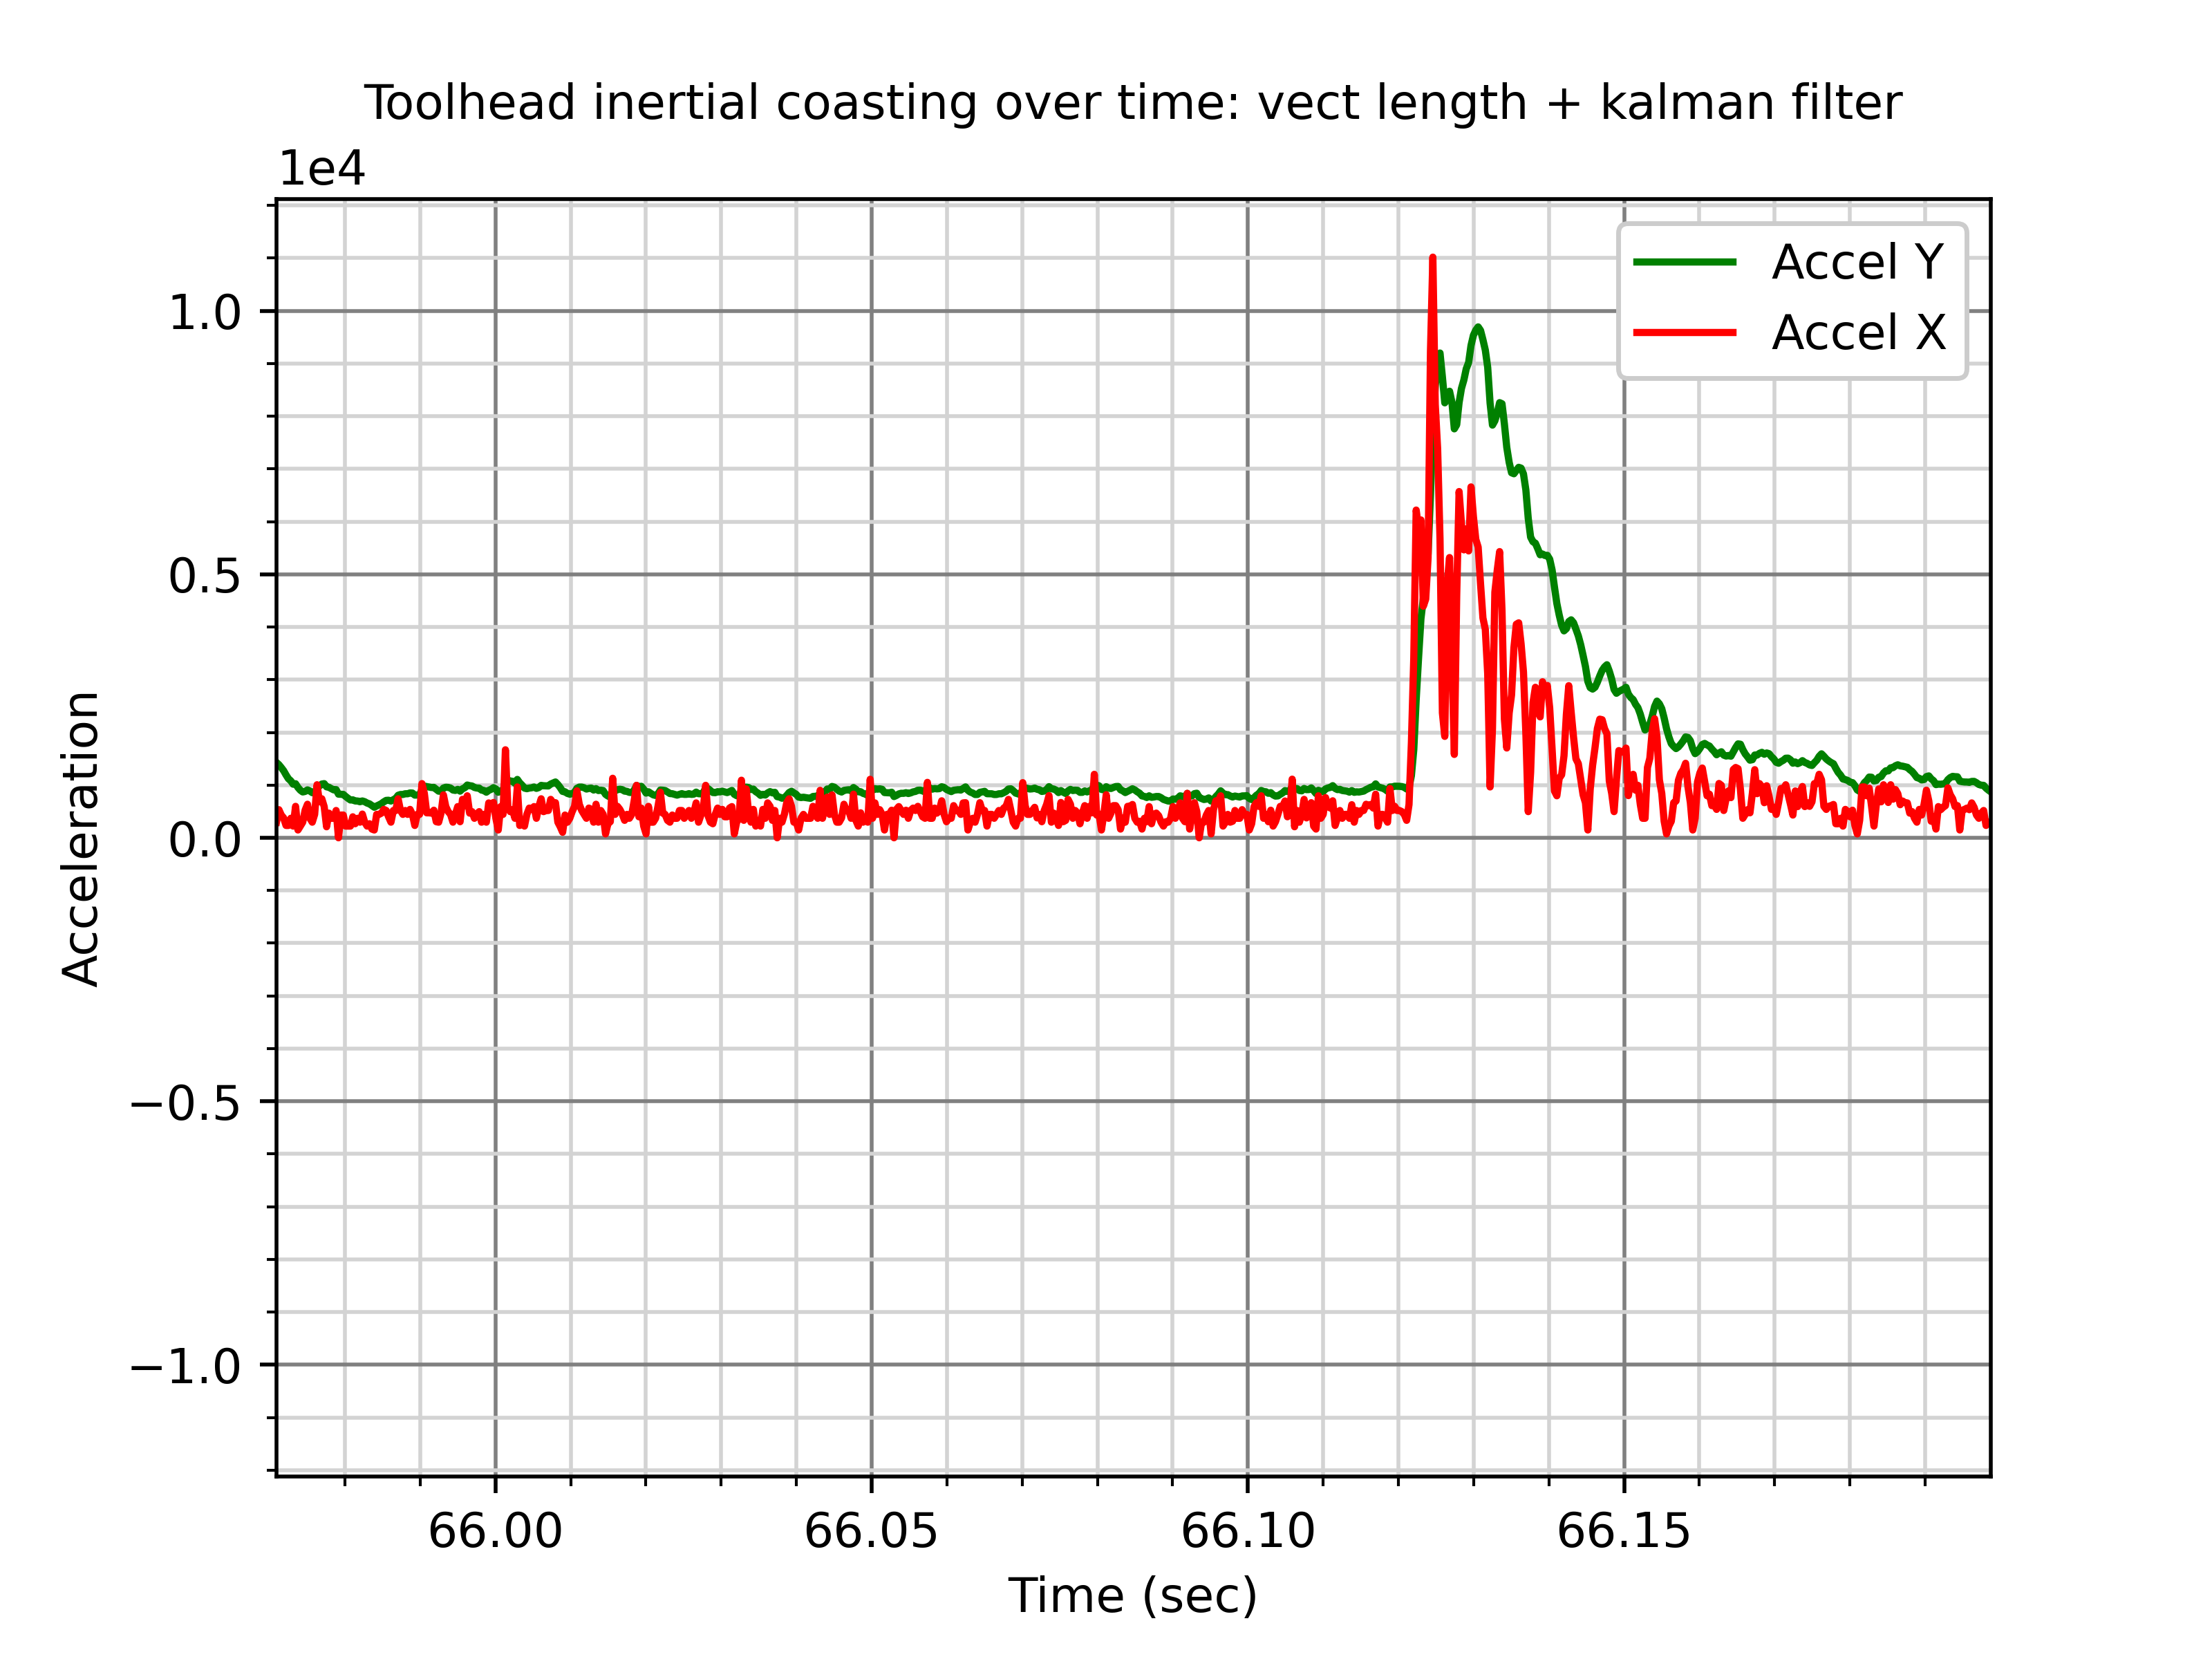 Toolhead inertial coasting over time: vect length + kalman filter
1e4
Accel Y
Accel X
1.0
0.5
0.0
−0.5
−1.0
Acceleration
66.00 66.05 66.10 66.15
Time (sec)